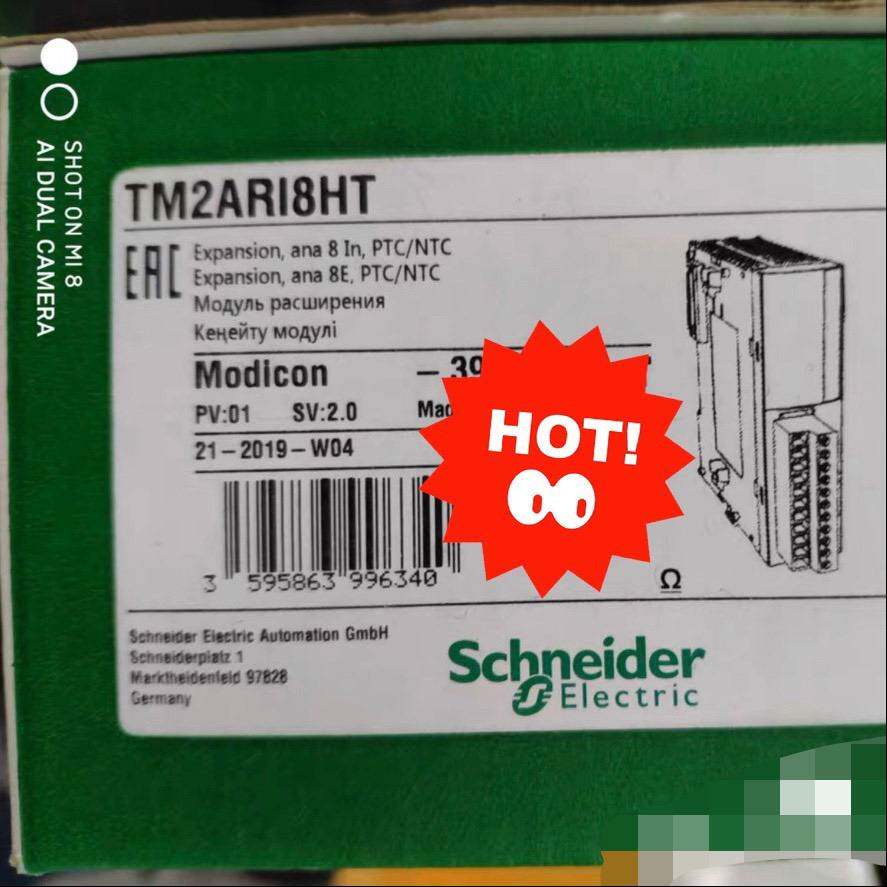 SHOT ON MI 8
AI DUAL CAMERA
TM2ARI8HT
EAC
Expansion, ana 8 In, PTC/NTC
Expansion, ana 8E, PTC/NTC
Модуль расширения
Кеңейту модулі
Modicon
PV:01 SV:2.0
21-2019-W04
HOT!
3 595863 996340
Ω
Schneider Electric Automation GmbH
Schneiderplatz 1
Marktheidenfeld 97828
Germany
Schneider
Electric